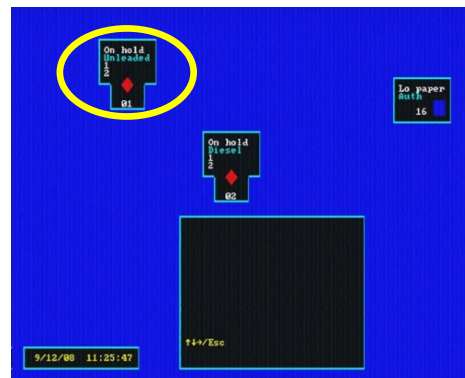 On hold
Unleaded
1
2
01
Lo paper
Auth
16
On hold
Diesel
1
2
02
↑↓→/Esc
9/12/08 11:25:47